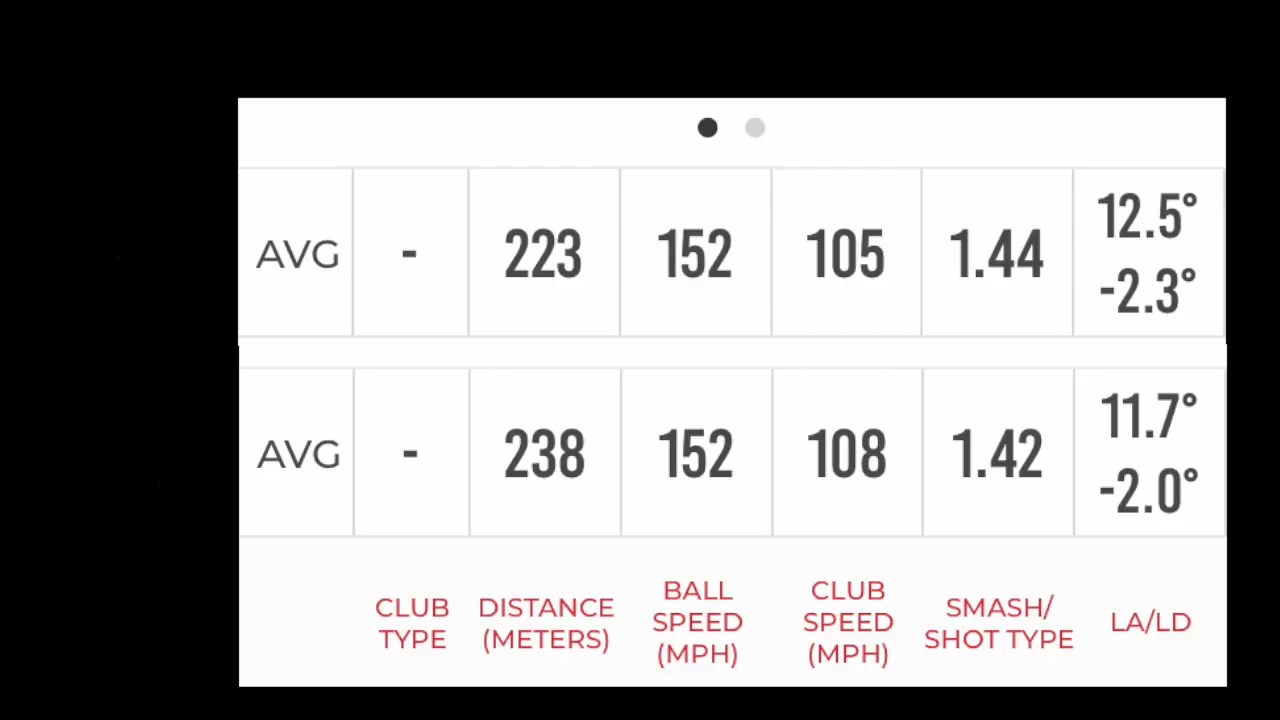 AVG - 223 152 105 1.44 12.5°
-2.3°
AVG - 238 152 108 1.42 11.7°
-2.0°
CLUB TYPE
DISTANCE (METERS)
BALL SPEED (MPH)
CLUB SPEED (MPH)
SMASH/ SHOT TYPE
LA/LD